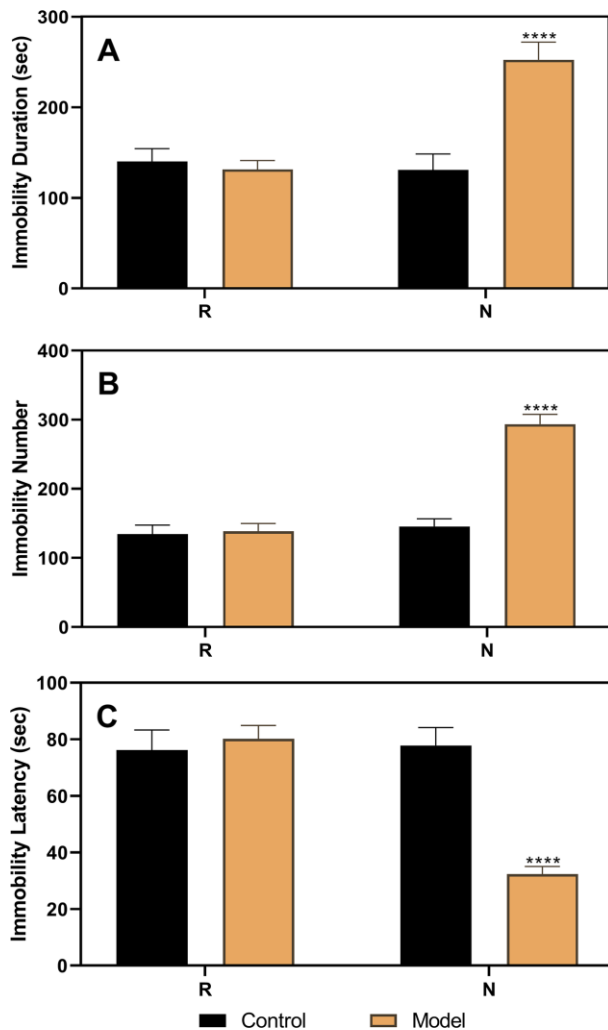 A
Immobility Duration (sec)
300
200
100
0
****
R N
B
Immobility Number
400
300
200
100
0
****
R N
C
Immobility Latency (sec)
100
80
60
40
20
0
****
R N
Control Model